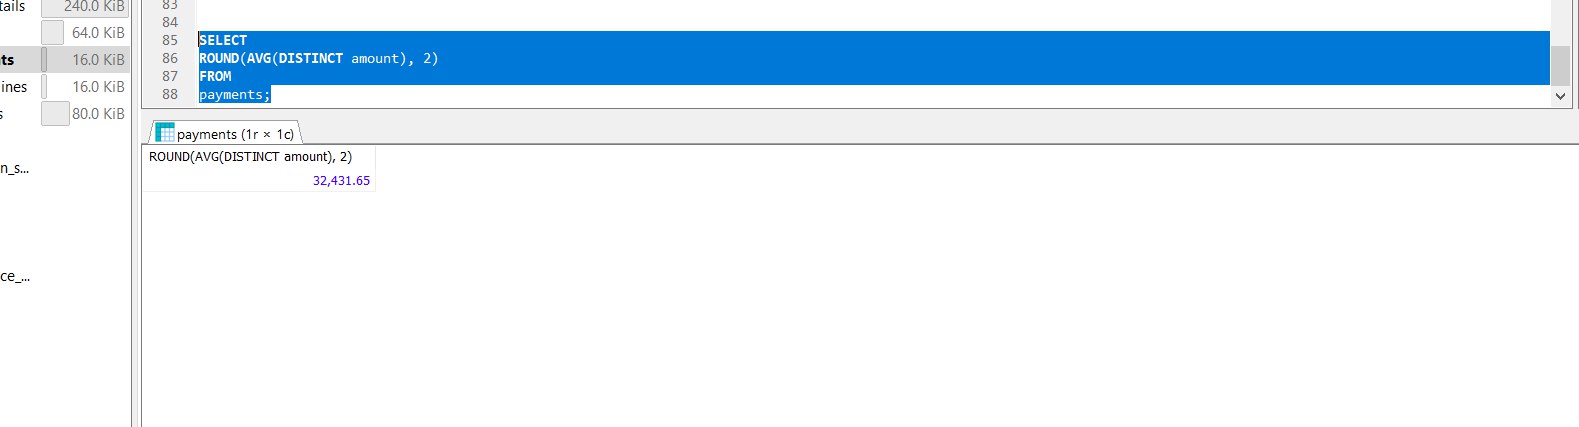 tails 240.0 KiB
64.0 KiB
ts 16.0 KiB
ines 16.0 KiB
s 80.0 KiB
n_s...
ce_...
83
84
85 SELECT
86 ROUND(AVG(DISTINCT amount), 2)
87 FROM
88 payments;
payments (1r × 1c)
ROUND(AVG(DISTINCT amount), 2)
32,431.65